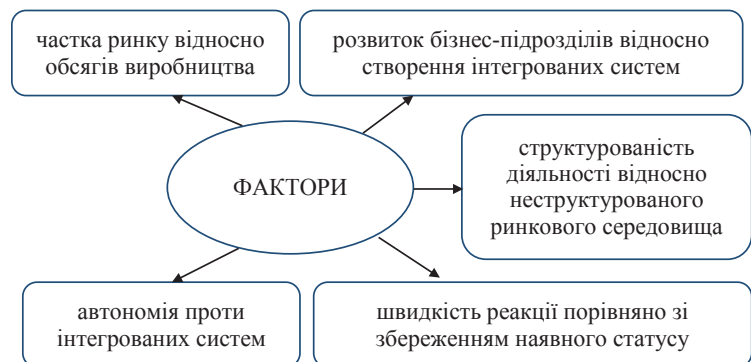 частка ринку відносно
обсягів виробництва
розвиток бізнес-підрозділів відносно
створення інтегрованих систем
ФАКТОРИ
структурованість
діяльності відносно
неструктурованого
ринкового середовища
автономія проти
інтегрованих систем
швидкість реакції порівняно зі
збереженням наявного статусу